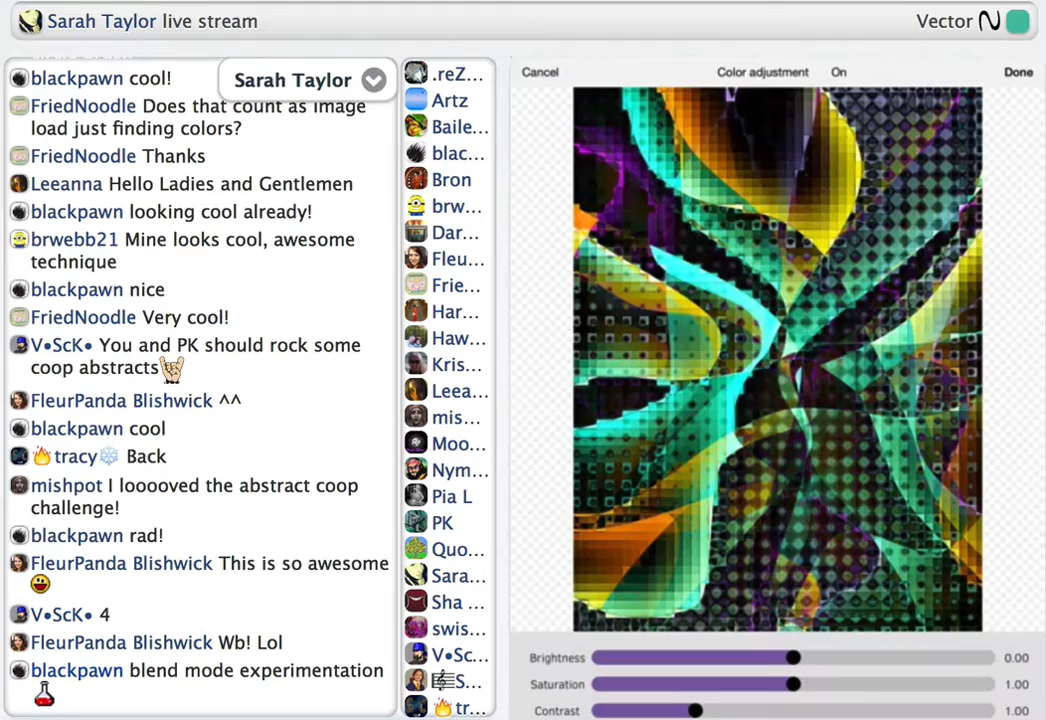 Sarah Taylor live stream
Vector
Sarah Taylor
blackpawn cool!
FriedNoodle Does that count as image
load just finding colors?
FriedNoodle Thanks
Leeanna Hello Ladies and Gentlemen
blackpawn looking cool already!
brwebb21 Mine looks cool, awesome
technique
blackpawn nice
FriedNoodle Very cool!
V•ScK• You and PK should rock some
coop abstracts🤘🏻
FleurPanda Blishwick ^^
blackpawn cool
🔥tracy❄️ Back
mishpot I looooved the abstract coop
challenge!
blackpawn rad!
FleurPanda Blishwick This is so awesome
😃
V•ScK• 4
FleurPanda Blishwick Wb! Lol
blackpawn blend mode experimentation
.reZ...
Artz
Baile...
blac...
Bron
brw...
Dar...
Fleu...
Frie...
Har...
Haw...
Kris...
Leea...
mis...
Moo...
Nym...
Pia L
PK
Quo...
Sara...
Sha ...
swis...
V•Sc...
🎼S...
🔥tr...
Cancel
Color adjustment
On
Done
Brightness 0.00
Saturation 1.00
Contrast 1.00